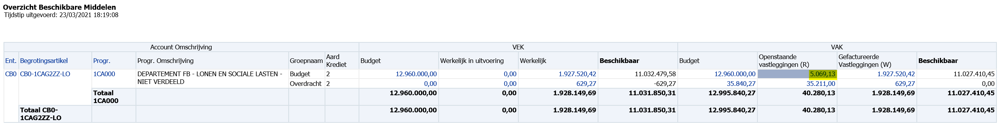 Overzicht Beschikbare Middelen
Tijdstip uitgevoerd: 23/03/2021 18:19:08
Account Omschrijving VEK VAK
Ent. Begrotingsartikel Progr. Progr. Omschrijving Groepnaam Aard Krediet Budget Werkelijk in uitvoering Werkelijk Beschikbaar Budget Openstaande vastleggingen (R) Gefactureerde Vastleggingen (W) Beschikbaar
CB0 CB0-1CAG2ZZ-LO 1CA000 DEPARTEMENT FB - LONEN EN SOCIALE LASTEN - NIET VERDEELD Budget 2 12.960.000,00 0,00 1.927.520,42 11.032.479,58 12.960.000,00 5.069,13 1.927.520,42 11.027.410,45
Overdracht 2 0,00 0,00 629,27 -629,27 35.840,27 35.211,00 629,27 0,00
Totaal 1CA000 12.960.000,00 0,00 1.928.149,69 11.031.850,31 12.995.840,27 40.280,13 1.928.149,69 11.027.410,45
Totaal CB0-1CAG2ZZ-LO 12.960.000,00 0,00 1.928.149,69 11.031.850,31 12.995.840,27 40.280,13 1.928.149,69 11.027.410,45